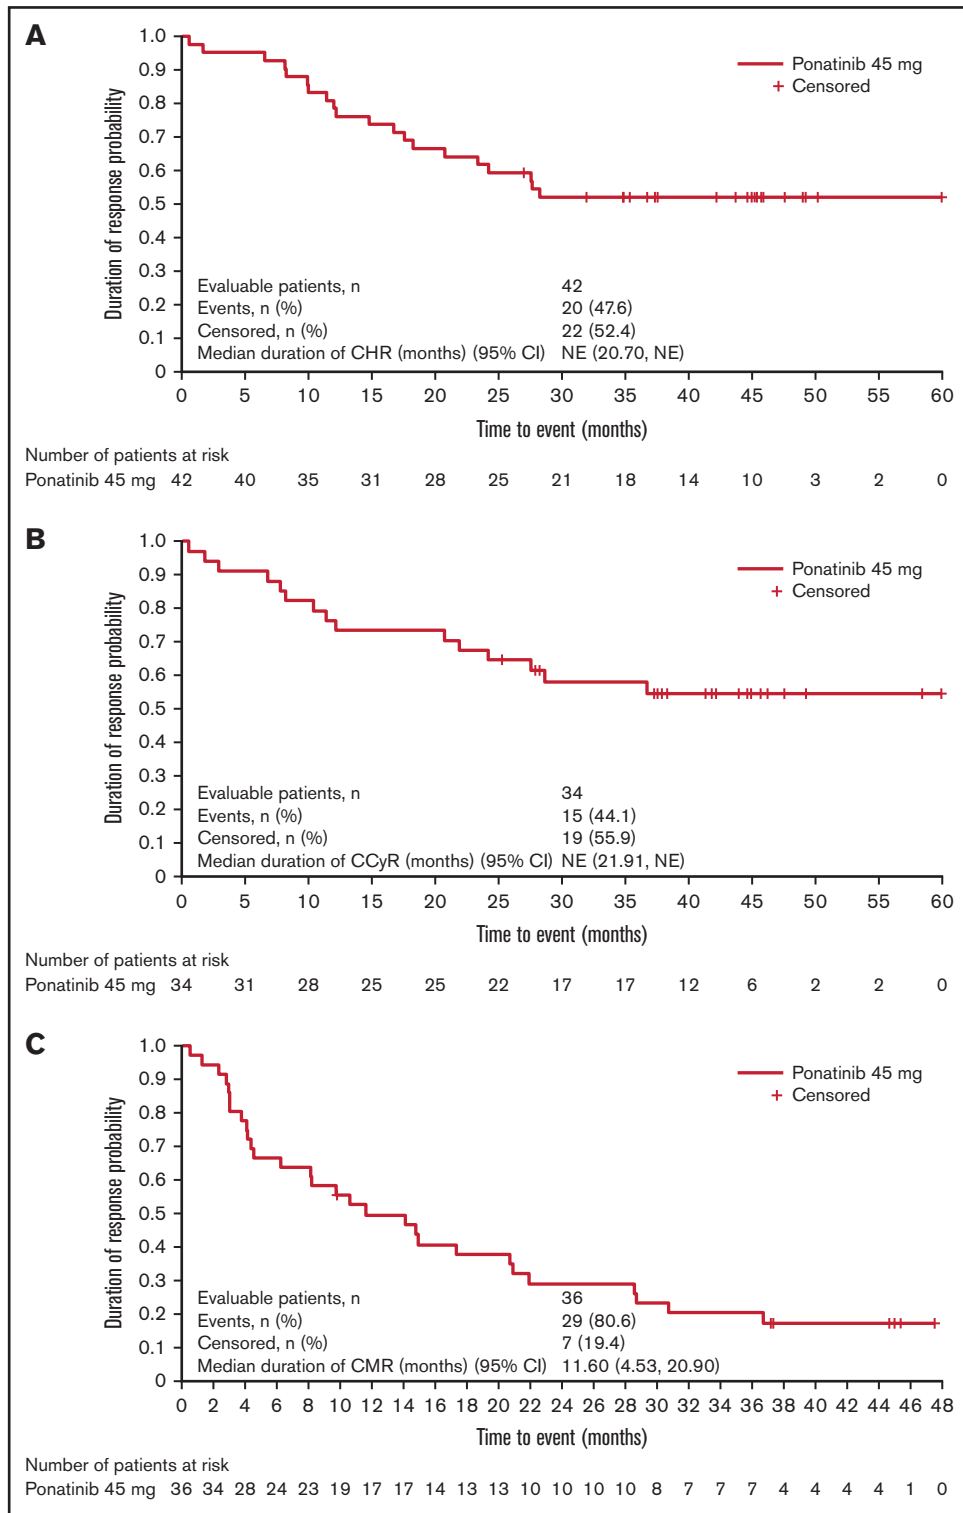 A
1.0
0.9
0.8
0.7
0.6
0.5
0.4
0.3
0.2
0.1
0
Duration of response probability
Ponatinib 45 mg
Censored
Evaluable patients, n 42
Events, n (%) 20 (47.6)
Censored, n (%) 22 (52.4)
Median duration of CHR (months) (95% CI) NE (20.70, NE)
0 5 10 15 20 25 30 35 40 45 50 55 60
Time to event (months)
Number of patients at risk
Ponatinib 45 mg 42 40 35 31 28 25 21 18 14 10 3 2 0
B
1.0
0.9
0.8
0.7
0.6
0.5
0.4
0.3
0.2
0.1
0
Duration of response probability
Ponatinib 45 mg
Censored
Evaluable patients, n 34
Events, n (%) 15 (44.1)
Censored, n (%) 19 (55.9)
Median duration of CCyR (months) (95% CI) NE (21.91, NE)
0 5 10 15 20 25 30 35 40 45 50 55 60
Time to event (months)
Number of patients at risk
Ponatinib 45 mg 34 31 28 25 25 22 17 17 12 6 2 2 0
C
1.0
0.9
0.8
0.7
0.6
0.5
0.4
0.3
0.2
0.1
0
Duration of response probability
Ponatinib 45 mg
Censored
Evaluable patients, n 36
Events, n (%) 29 (80.6)
Censored, n (%) 7 (19.4)
Median duration of CMR (months) (95% CI) 11.60 (4.53, 20.90)
0 2 4 6 8 10 12 14 16 18 20 22 24 26 28 30 32 34 36 38 40 42 44 46 48
Time to event (months)
Number of patients at risk
Ponatinib 45 mg 36 34 28 24 23 19 17 17 14 13 13 10 10 10 10 8 7 7 7 4 4 4 4 1 0